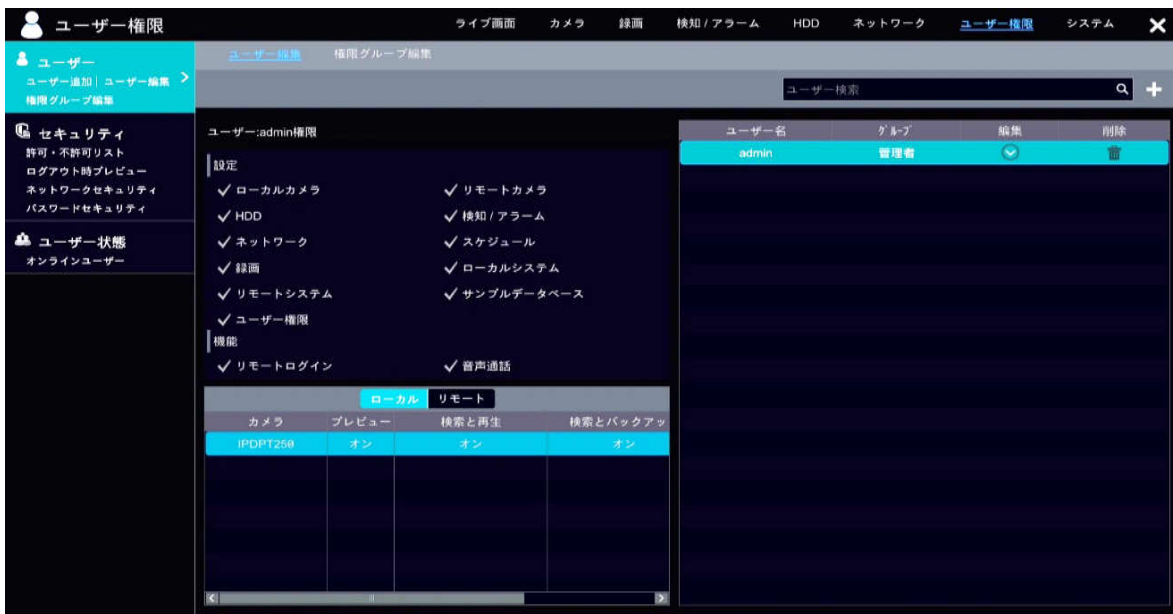 ユーザー権限
ライブ画面 カメラ 録画 検知 / アラーム HDD ネットワーク ユーザー権限 システム
ユーザー
ユーザー追加 | ユーザー編集
権限グループ編集
セキュリティ
許可・不許可リスト
ログアウト時プレビュー
ネットワークセキュリティ
パスワードセキュリティ
ユーザー状態
オンラインユーザー
ユーザー編集 権限グループ編集
ユーザー検索
ユーザー:admin権限
設定
ローカルカメラ リモートカメラ
HDD 検知 / アラーム
ネットワーク スケジュール
録画 ローカルシステム
リモートシステム サンプルデータベース
ユーザー権限
機能
リモートログイン 音声通話
ローカル リモート
カメラ プレビュー 検索と再生 検索とバックアッ
IPDPT250 オン オン オン
ユーザー名 グループ 編集 削除
admin 管理者